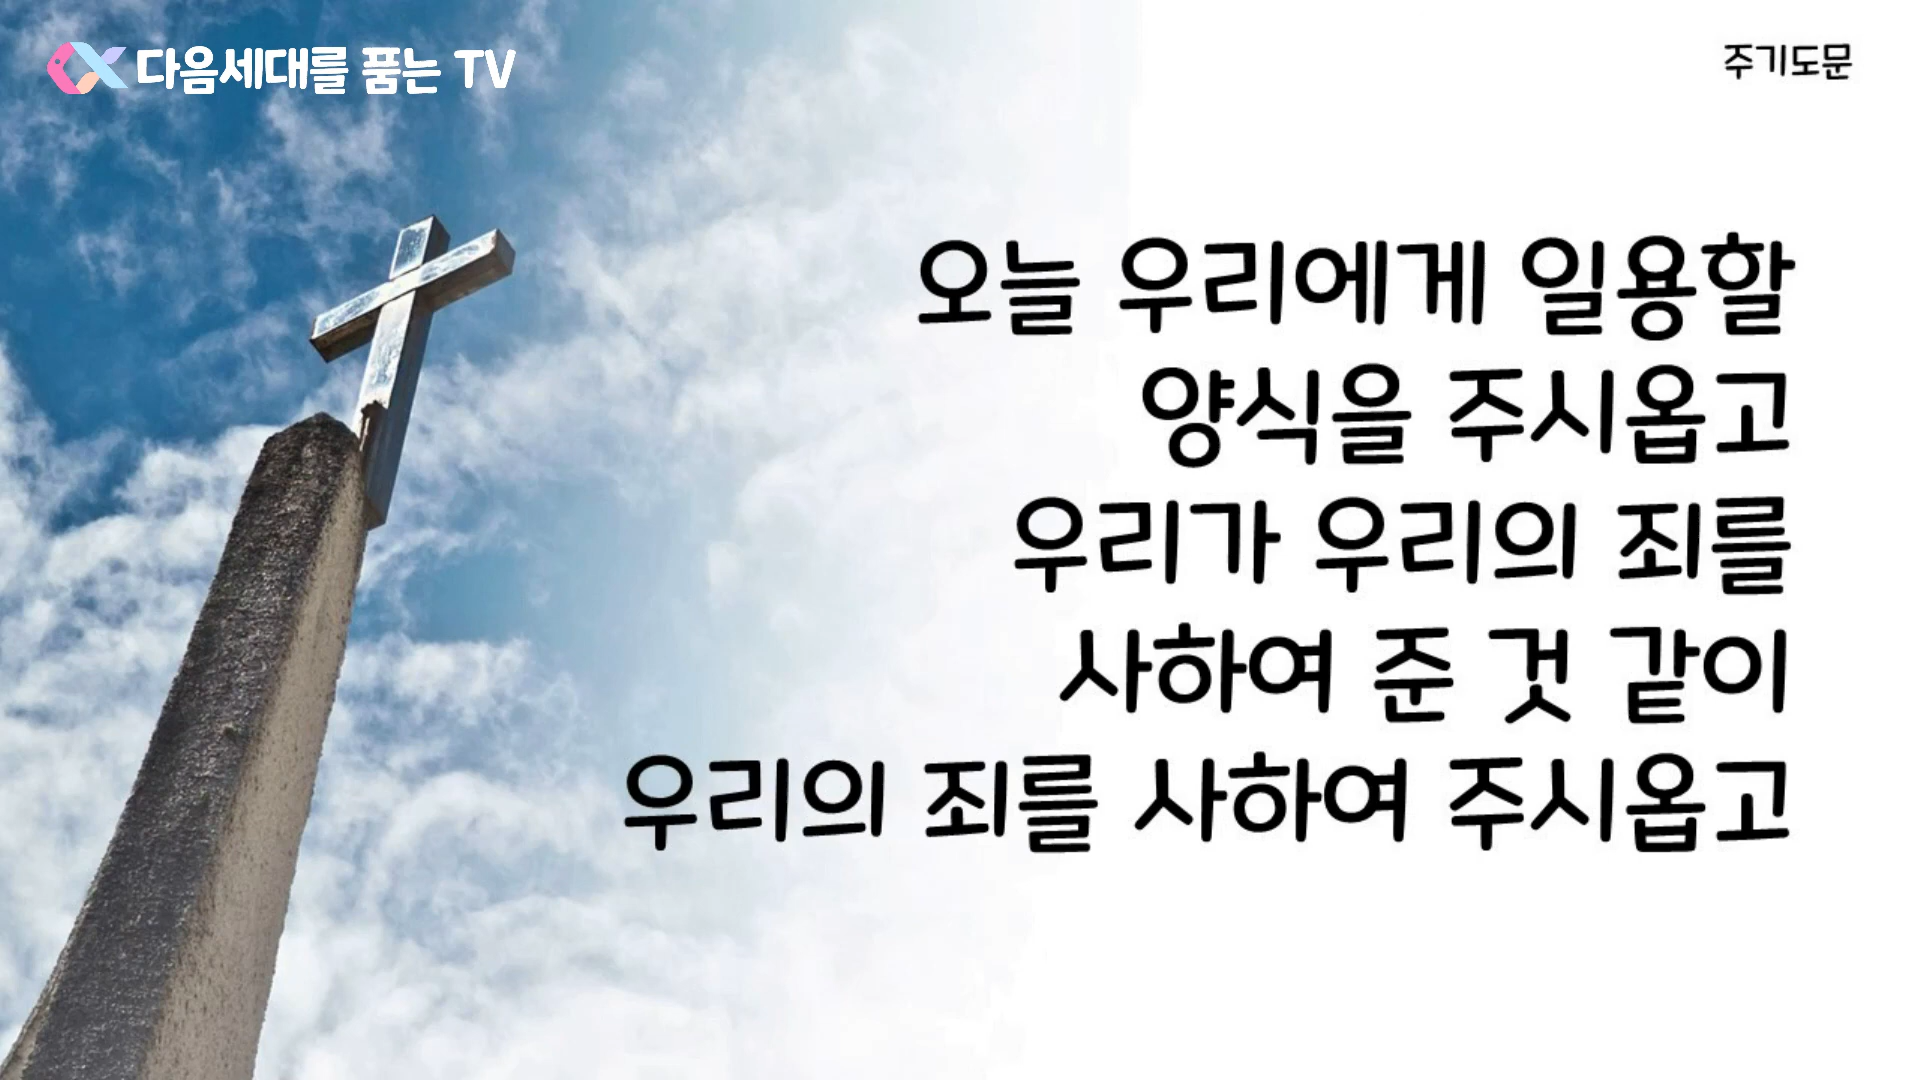 다음세대를 품는 TV
주기도문
오늘 우리에게 일용할
양식을 주시옵고
우리가 우리의 죄를
사하여 준 것 같이
우리의 죄를 사하여 주시옵고